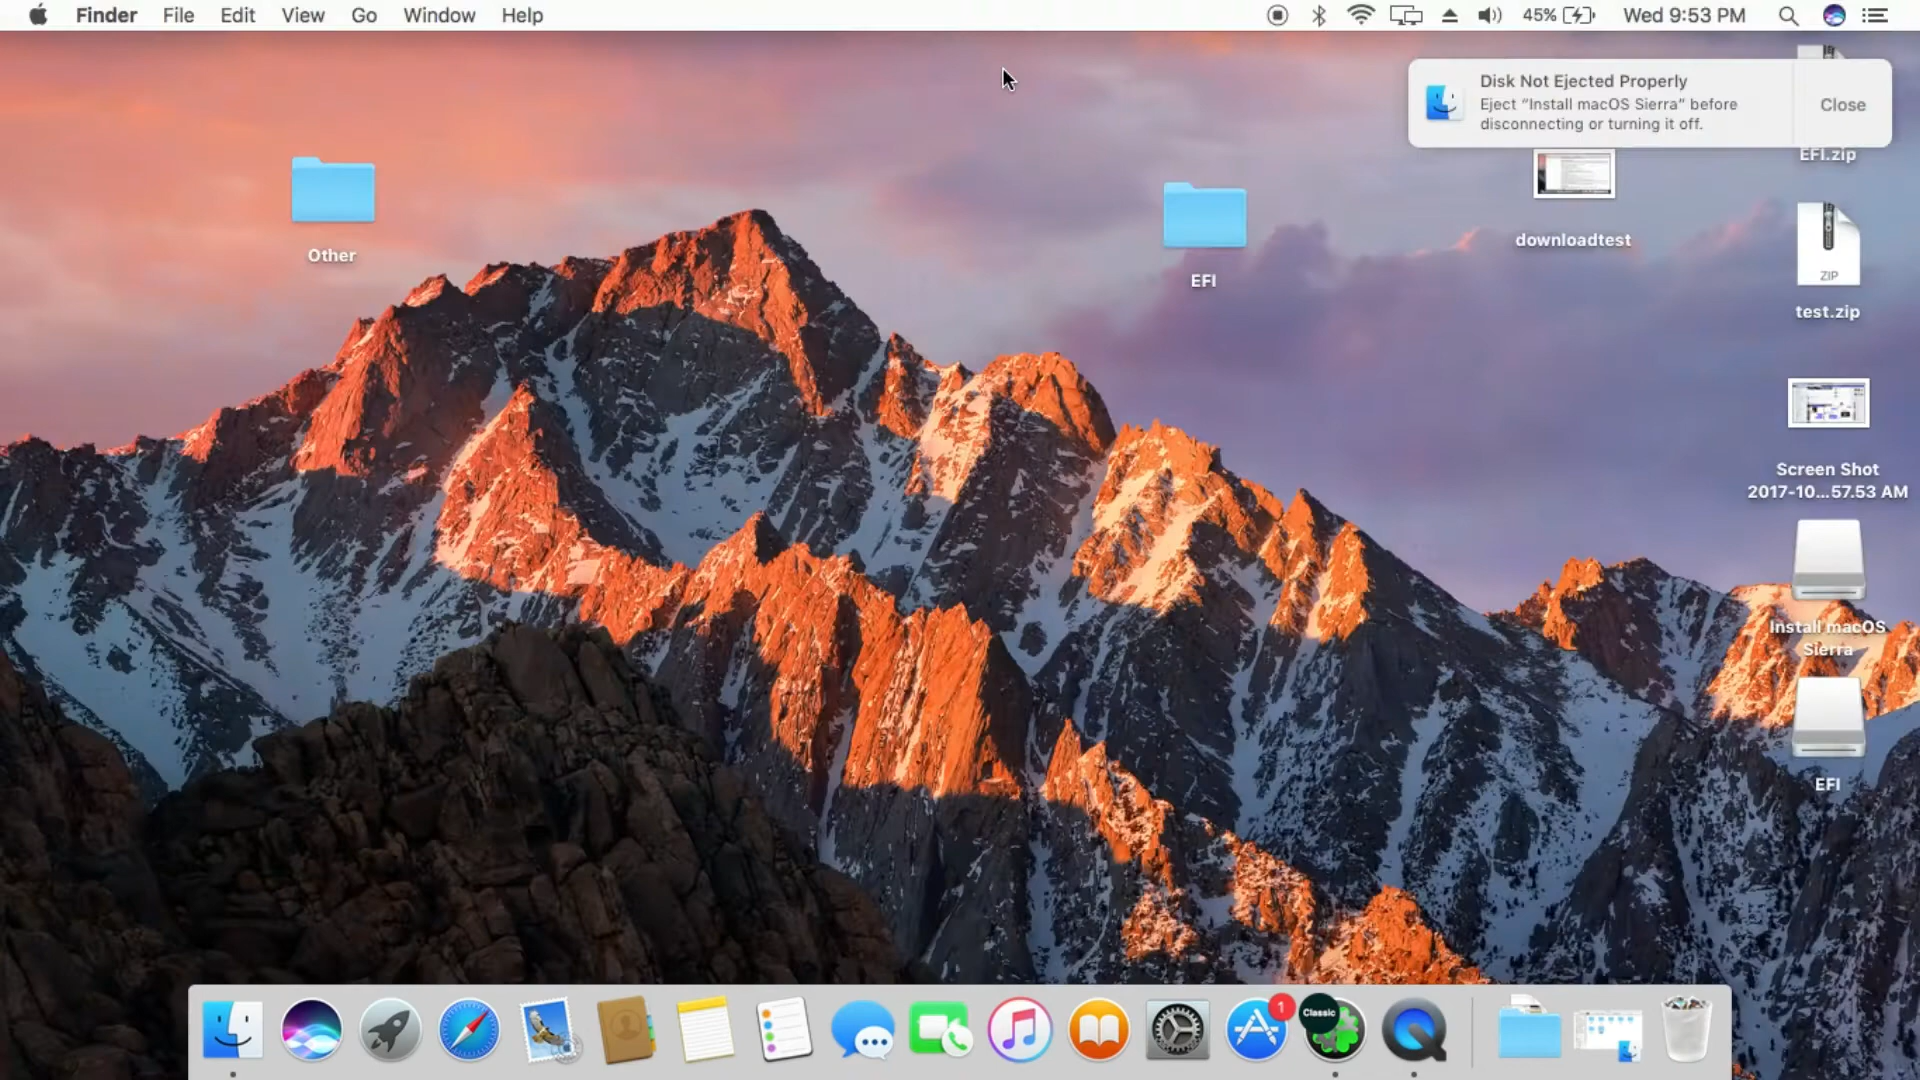 Finder File Edit View Go Window Help 45% Wed 9:53 PM
Disk Not Ejected Properly
Eject “Install macOS Sierra” before
disconnecting or turning it off.
Close
EFI.zip
Other
EFI
downloadtest
ZIP
test.zip
Screen Shot
2017-10...57.53 AM
Install macOS
Sierra
EFI
1
Classic